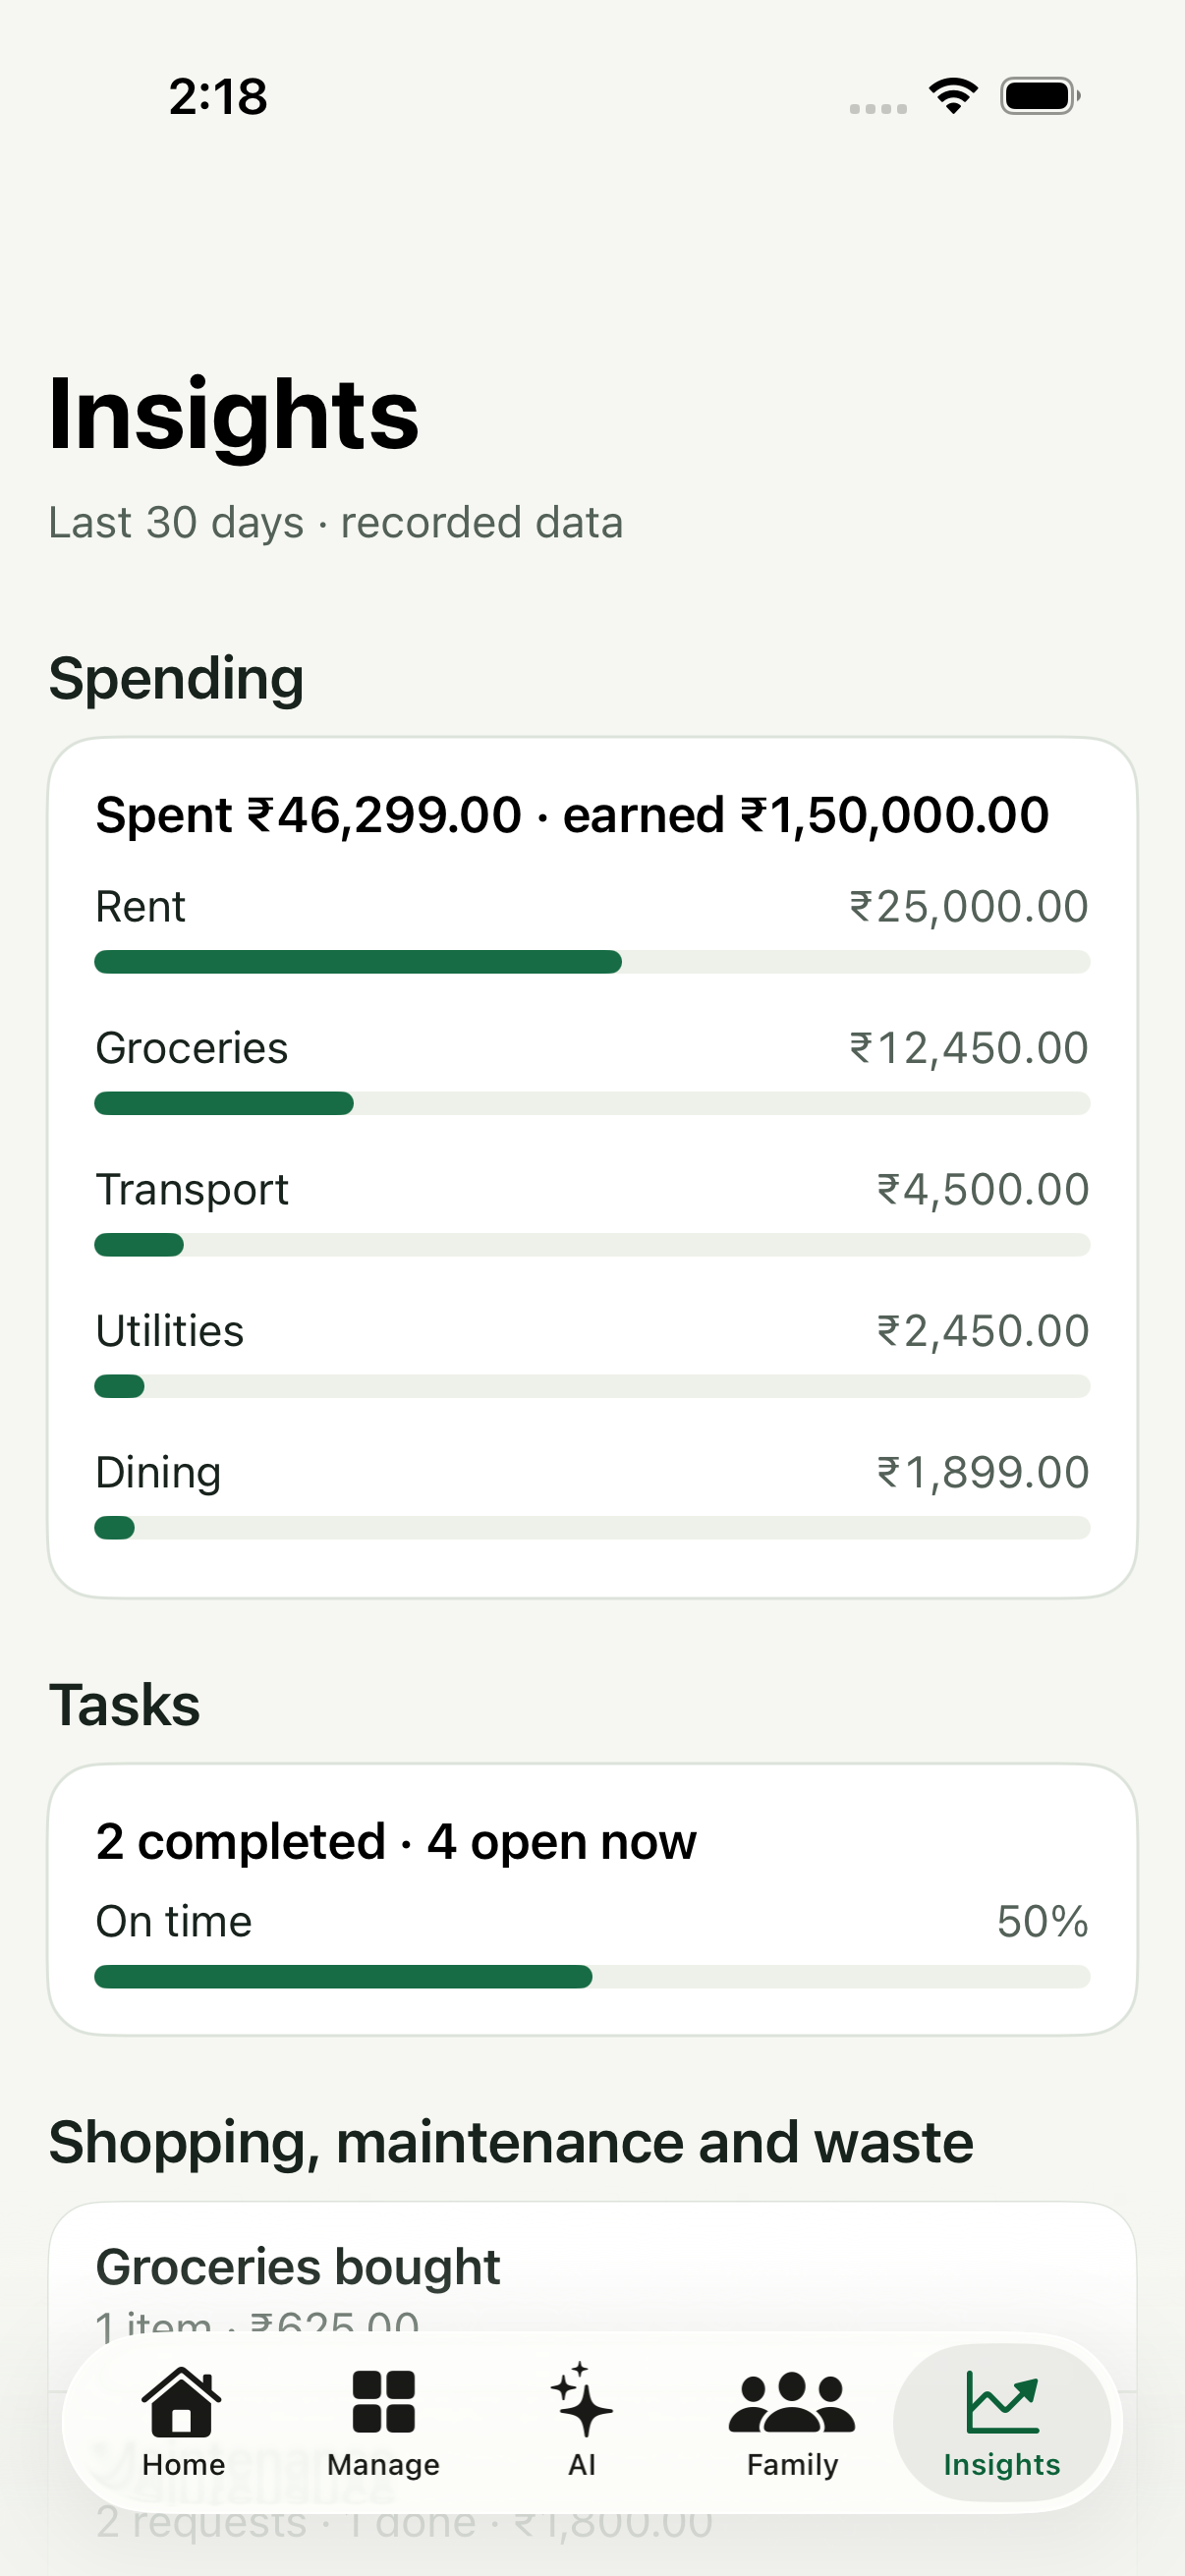 2:18
Insights
Last 30 days · recorded data
Spending
Spent ₹46,299.00 · earned ₹1,50,000.00
Rent ₹25,000.00
Groceries ₹12,450.00
Transport ₹4,500.00
Utilities ₹2,450.00
Dining ₹1,899.00
Tasks
2 completed · 4 open now
On time 50%
Shopping, maintenance and waste
Groceries bought
1 item · ₹625.00
Home Manage AI Family Insights
2 requests · 1 done · ₹1,800.00